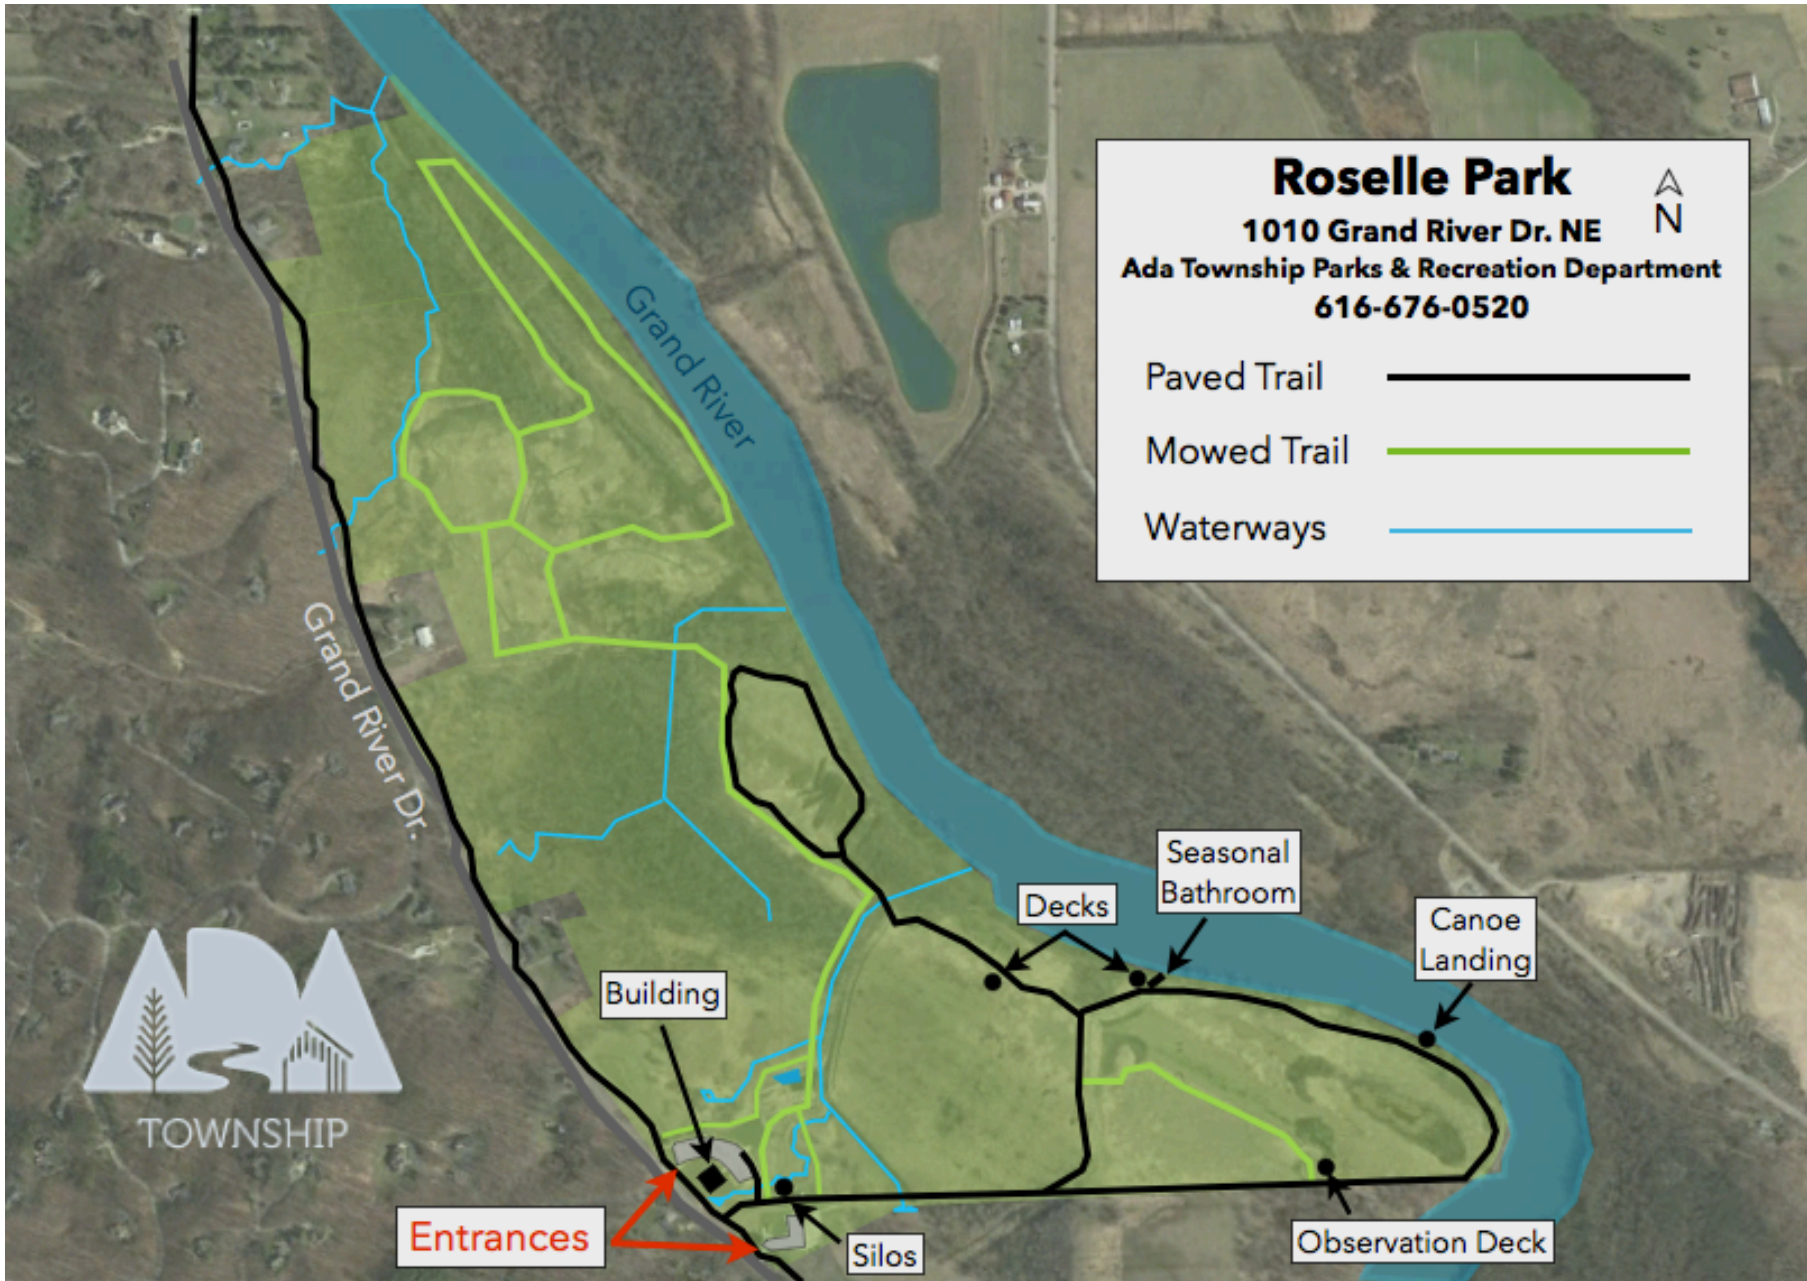 Roselle Park
N
1010 Grand River Dr. NE
Ada Township Parks & Recreation Department
616-676-0520
Paved Trail
Mowed Trail
Waterways
Grand River
Grand River Dr.
Seasonal
Bathroom
Decks
Canoe
Landing
Building
ADA
TOWNSHIP
Entrances
Silos
Observation Deck